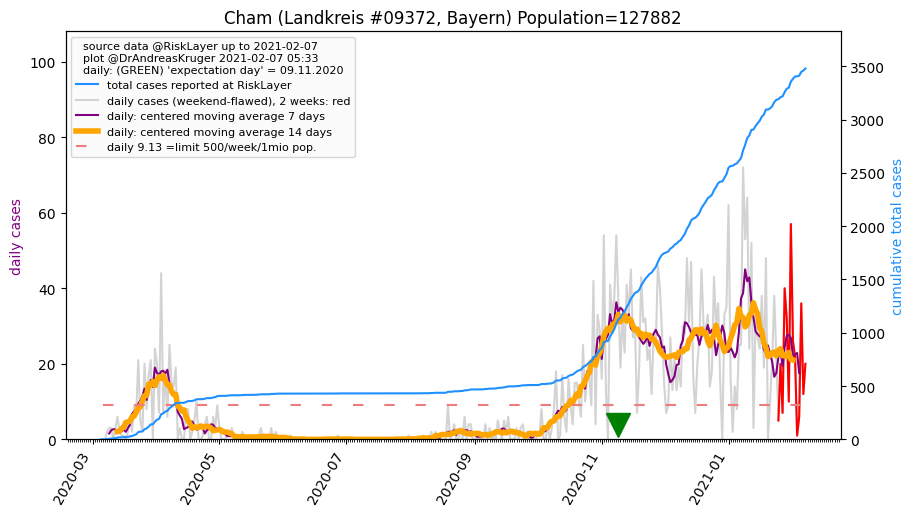 Cham (Landkreis #09372, Bayern) Population=127882
source data @RiskLayer up to 2021-02-07
plot @DrAndreasKruger 2021-02-07 05:33
daily: (GREEN) 'expectation day' = 09.11.2020
total cases reported at RiskLayer
daily cases (weekend-flawed), 2 weeks: red
daily: centered moving average 7 days
daily: centered moving average 14 days
daily 9.13 =limit 500/week/1mio pop.
daily cases
100
80
60
40
20
0
cumulative total cases
3500
3000
2500
2000
1500
1000
500
0
2020-03
2020-05
2020-07
2020-09
2020-11
2021-01